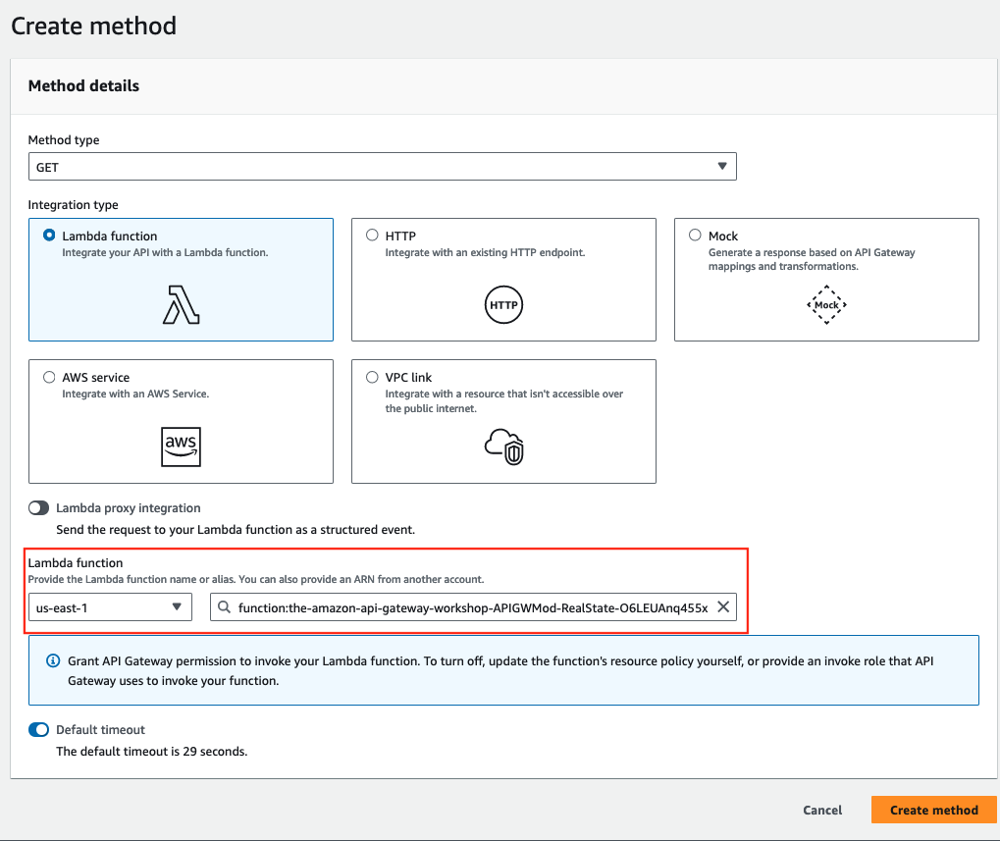 Create method
Method details
Method type
GET
Integration type
Lambda function
Integrate your API with a Lambda function.
HTTP
Integrate with an existing HTTP endpoint.
HTTP
Mock
Generate a response based on API Gateway
mappings and transformations.
Mock
AWS service
Integrate with an AWS Service.
aws
VPC link
Integrate with a resource that isn't accessible over
the public internet.
Lambda proxy integration
Send the request to your Lambda function as a structured event.
Lambda function
Provide the Lambda function name or alias. You can also provide an ARN from another account.
us-east-1
function:the-amazon-api-gateway-workshop-APIGWMod-RealState-O6LEUAnq455x
Grant API Gateway permission to invoke your Lambda function. To turn off, update the function's resource policy yourself, or provide an invoke role that API
Gateway uses to invoke your function.
Default timeout
The default timeout is 29 seconds.
Cancel
Create method